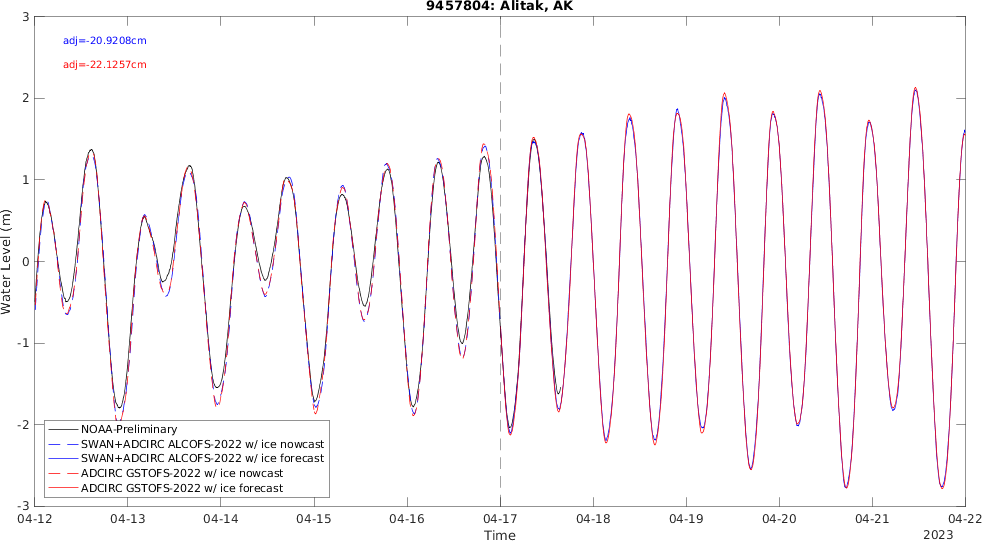 9457804: Alitak, AK
adj=-20.9208cm
adj=-22.1257cm
3
2
1
0
-1
-2
-3
Water Level (m)
NOAA-Preliminary
SWAN+ADCIRC ALCOFS-2022 w/ ice nowcast
SWAN+ADCIRC ALCOFS-2022 w/ ice forecast
ADCIRC GSTOFS-2022 w/ ice nowcast
ADCIRC GSTOFS-2022 w/ ice forecast
04-12 04-13 04-14 04-15 04-16 04-17 04-18 04-19 04-20 04-21 04-22
Time
2023